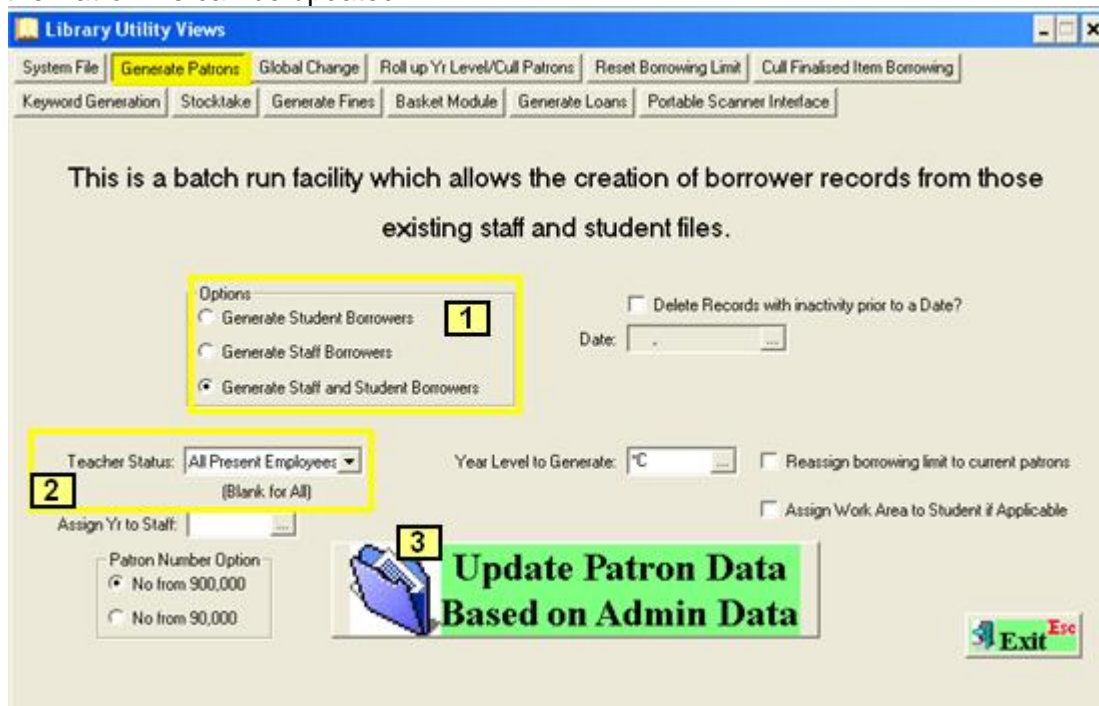 Library Utility Views
System File Generate Patrons Global Change Roll up Yr Level/Cull Patrons Reset Borrowing Limit Cull Finalised Item Borrowing
Keyword Generation Stocktake Generate Fines Basket Module Generate Loans Portable Scanner Interface
This is a batch run facility which allows the creation of borrower records from those
existing staff and student files.
Options
Generate Student Borrowers
1
Generate Staff Borrowers
Generate Staff and Student Borrowers
Delete Records with inactivity prior to a Date?
Date: . ...
Teacher Status: All Present Employees
2
(Blank for All)
Assign Yr to Staff: ...
Year Level to Generate: *C ...
Reassign borrowing limit to current patrons
Assign Work Area to Student if Applicable
Patron Number Option
No from 900,000
No from 90,000
3
Update Patron Data
Based on Admin Data
Exit Esc